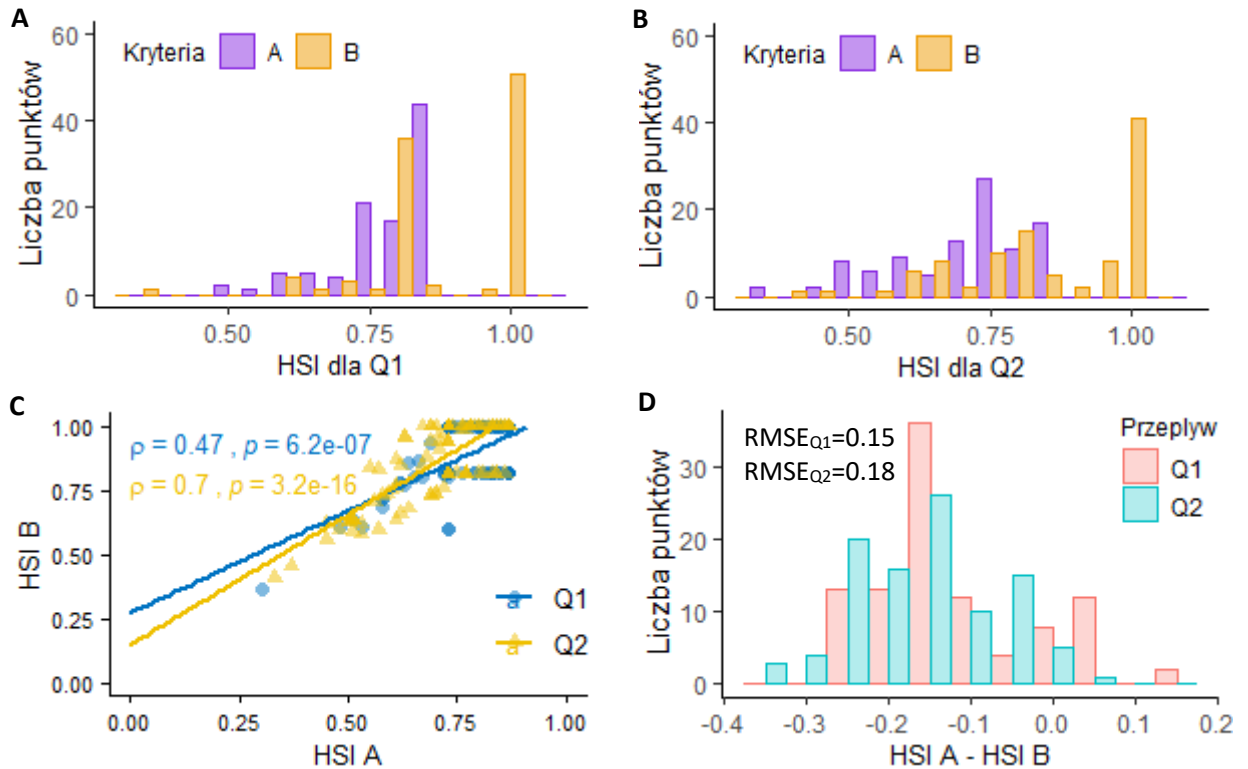 A
Kryteria A B
Liczba punktów
60
40
20
0
0.50 0.75 1.00
HSI dla Q1
B
Kryteria A B
Liczba punktów
60
40
20
0
0.50 0.75 1.00
HSI dla Q2
C
ρ = 0.47 , p = 6.2e-07
ρ = 0.7 , p = 3.2e-16
HSI B
1.00
0.75
0.50
0.25
0.00
a Q1
a Q2
0.00 0.25 0.50 0.75 1.00
HSI A
D
RMSEQ1=0.15
RMSEQ2=0.18
Przeplyw
Q1
Q2
Liczba punktów
30
20
10
0
-0.4 -0.3 -0.2 -0.1 0.0 0.1 0.2
HSI A - HSI B